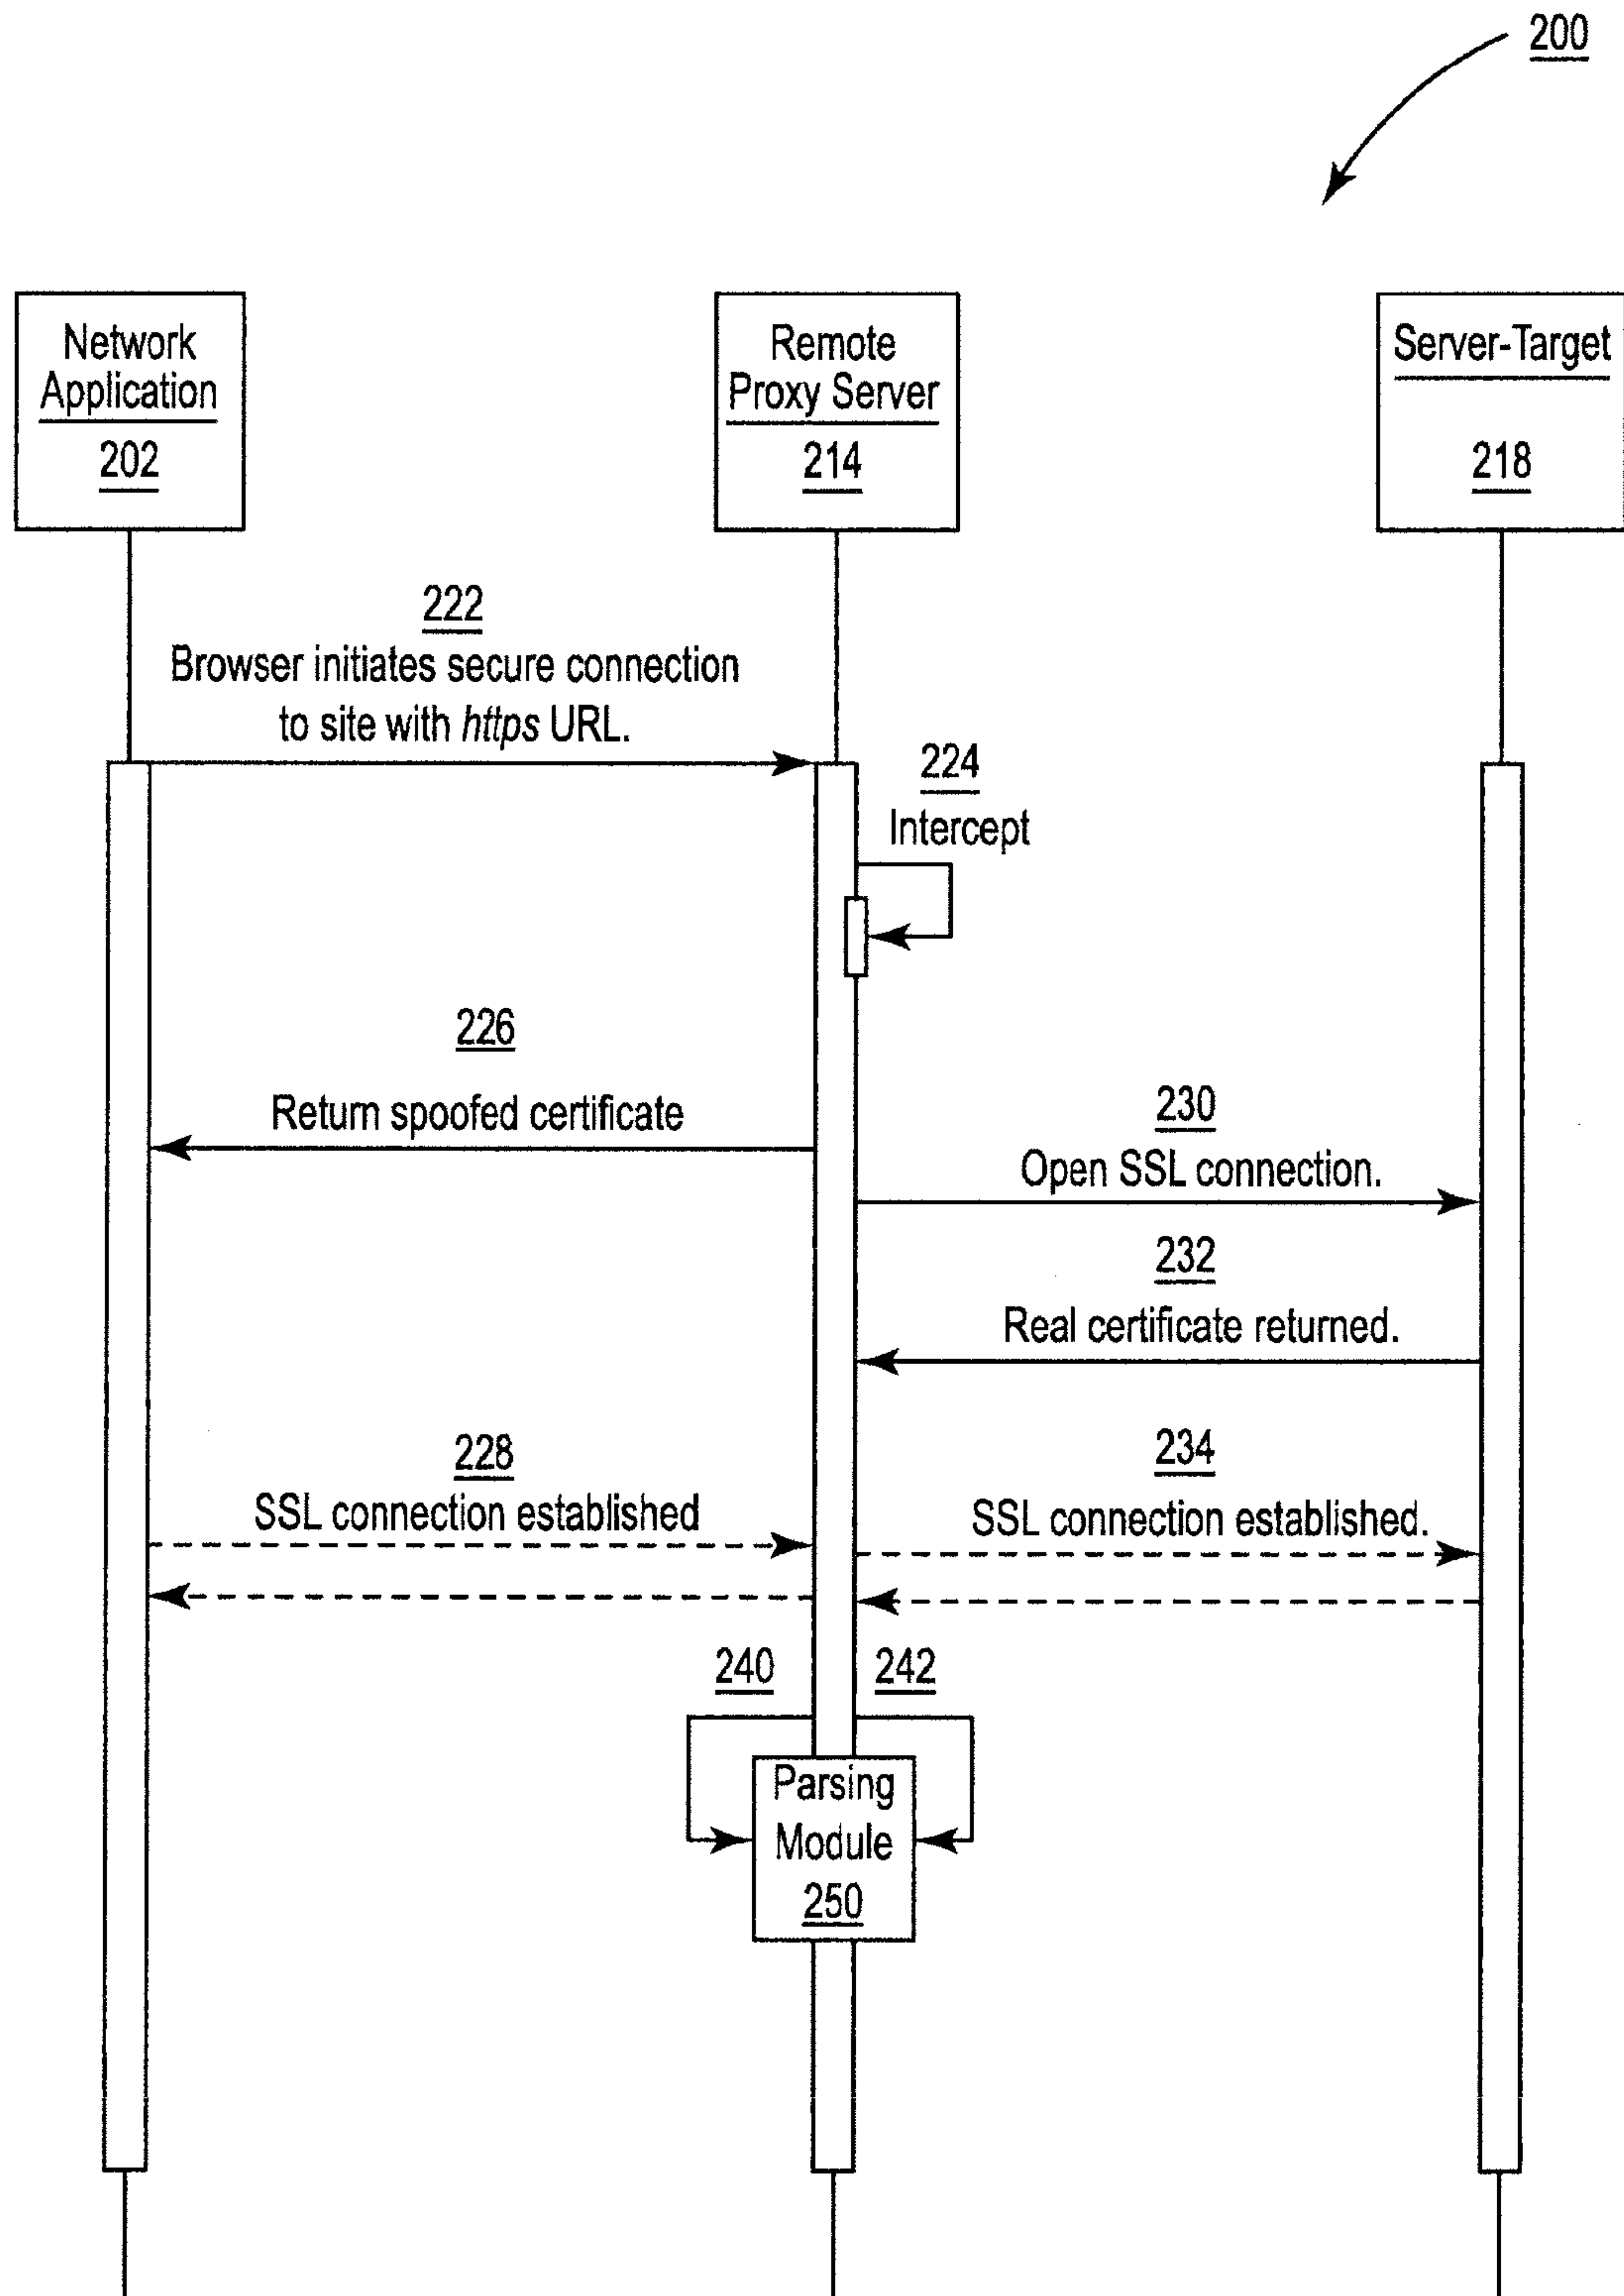 200
Network
Application
202
Remote
Proxy Server
214
Server-Target
218
222
Browser initiates secure connection
to site with https URL.
224
Intercept
226
Return spoofed certificate
230
Open SSL connection.
232
Real certificate returned.
228
SSL connection established
234
SSL connection established.
240
242
Parsing
Module
250